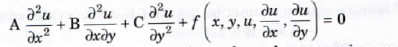 A ∂²u/∂x² + B ∂²u/∂x∂y + C ∂²u/∂y² + f(x, y, u, ∂u/∂x, ∂u/∂y) = 0